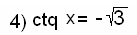 4) ctq x = -√3